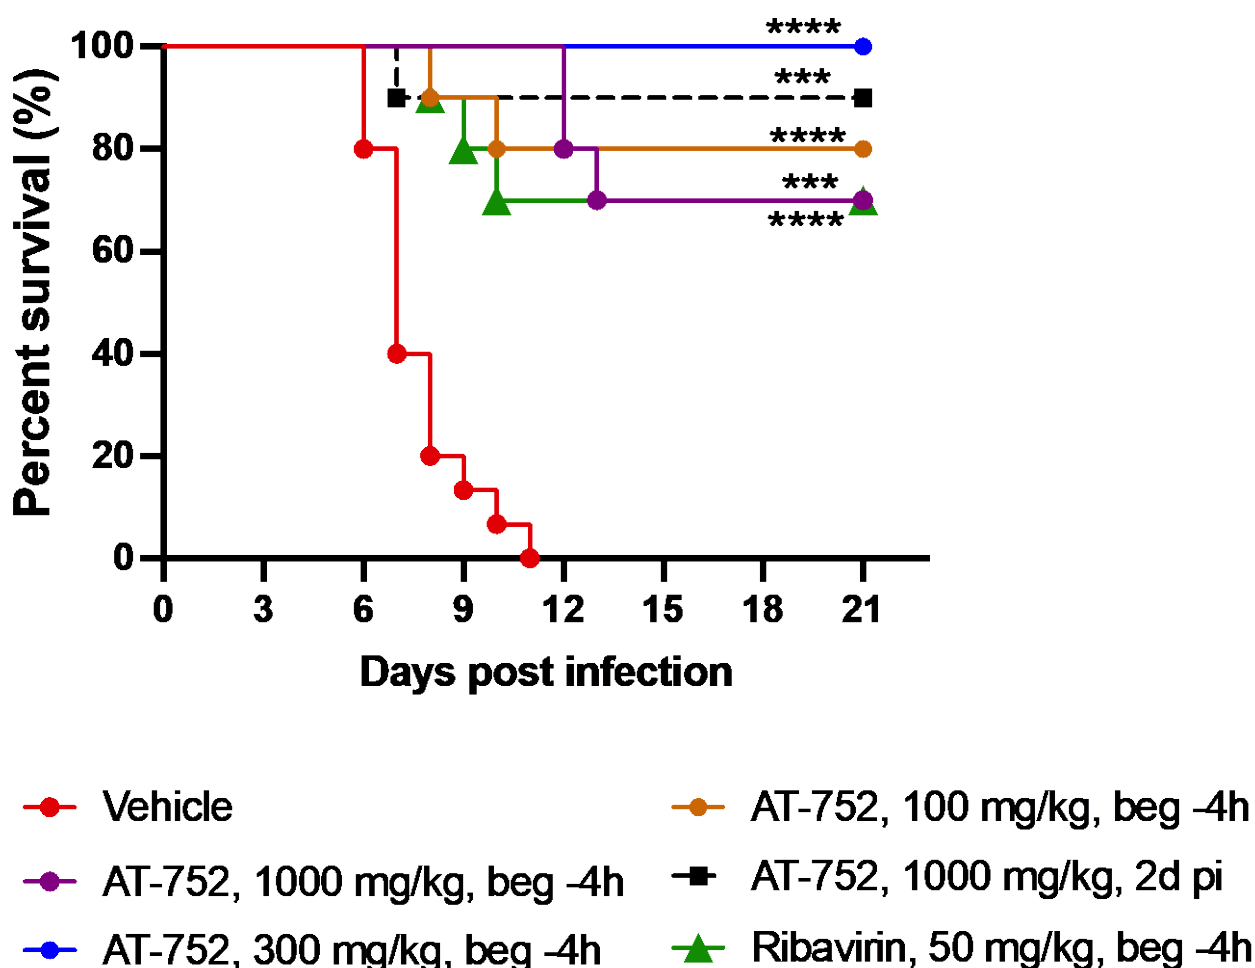 Percent survival (%)
100
80
60
40
20
0
****
***
****
***
****
0 3 6 9 12 15 18 21
Days post infection
Vehicle
AT-752, 1000 mg/kg, beg -4h
AT-752, 300 mg/kg, beg -4h
AT-752, 100 mg/kg, beg -4h
AT-752, 1000 mg/kg, 2d pi
Ribavirin, 50 mg/kg, beg -4h